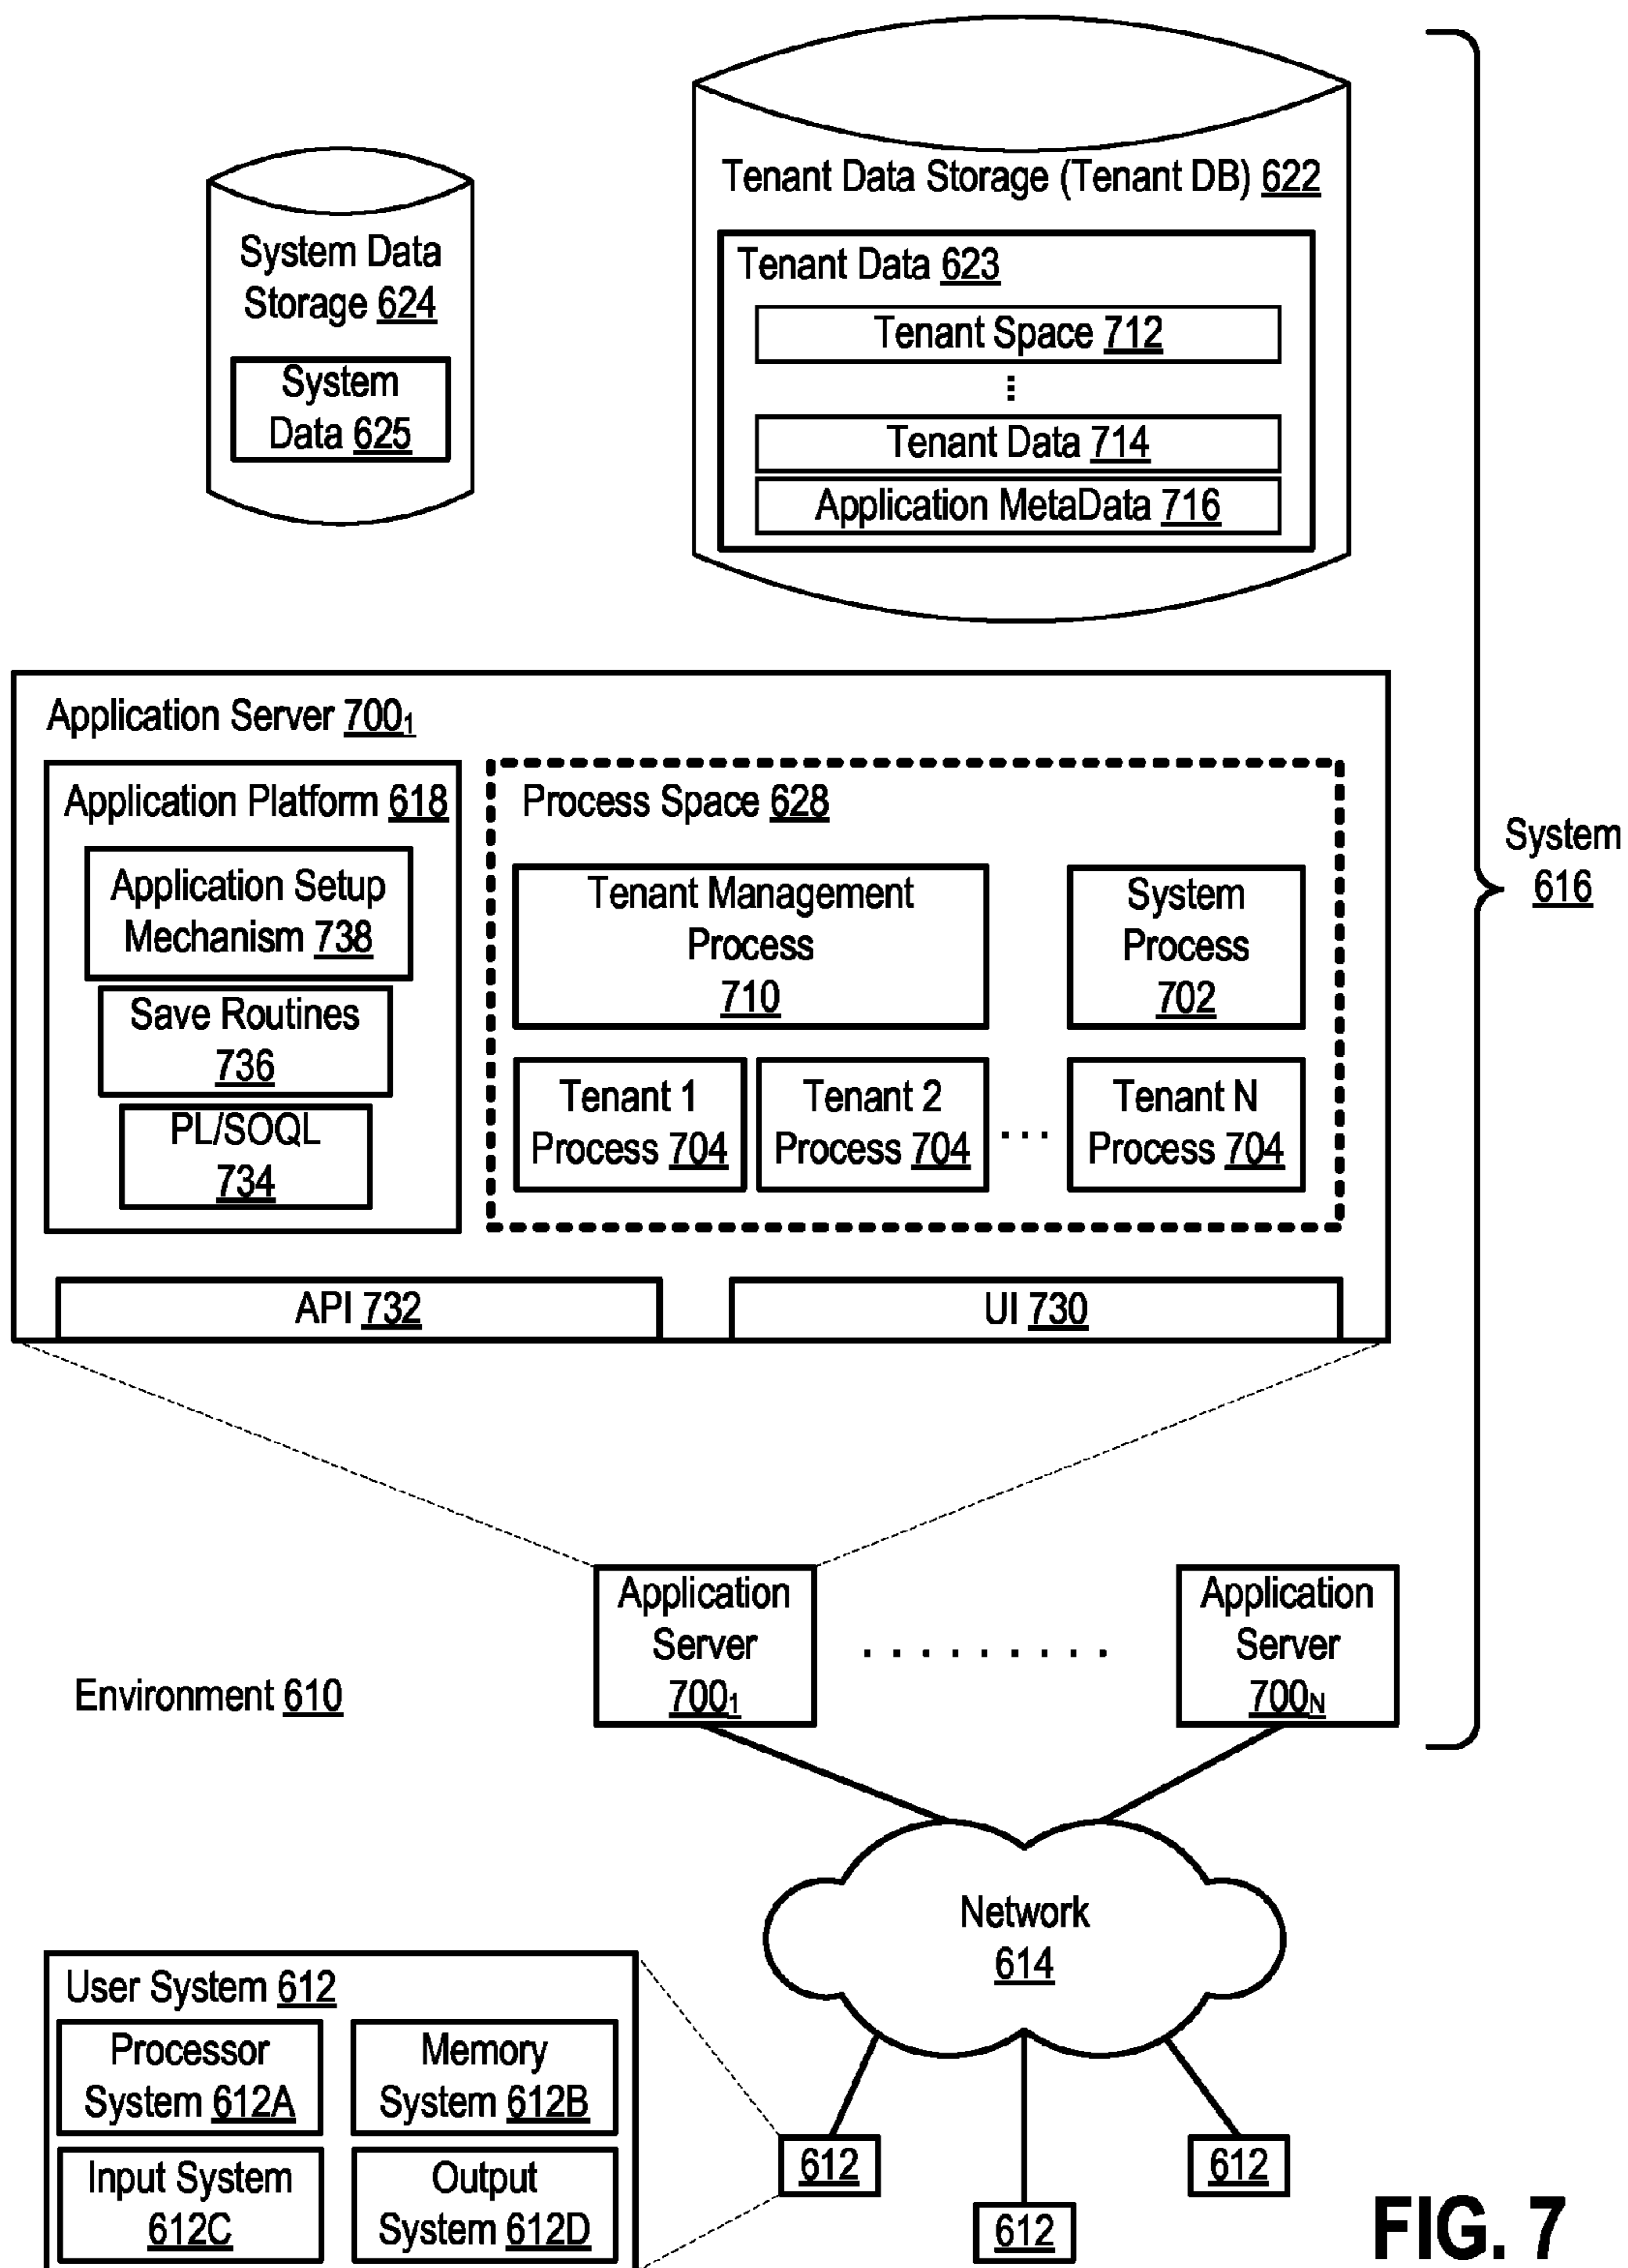 Tenant Data Storage (Tenant DB) 622
System Data
Storage 624
System
Data 625
Tenant Data 623
Tenant Space 712
⋮
Tenant Data 714
Application MetaData 716
System
616
Application Server 700₁
Application Platform 618
Application Setup
Mechanism 738
Save Routines
736
PL/SOQL
734
Process Space 628
Tenant Management
Process
710
System
Process
702
Tenant 1
Process 704
Tenant 2
Process 704
...
Tenant N
Process 704
API 732
UI 730
Application
Server
700₁
. . . . . . . . .
Application
Server
700N
Environment 610
Network
614
User System 612
Processor
System 612A
Memory
System 612B
Input System
612C
Output
System 612D
612
612
612
FIG. 7